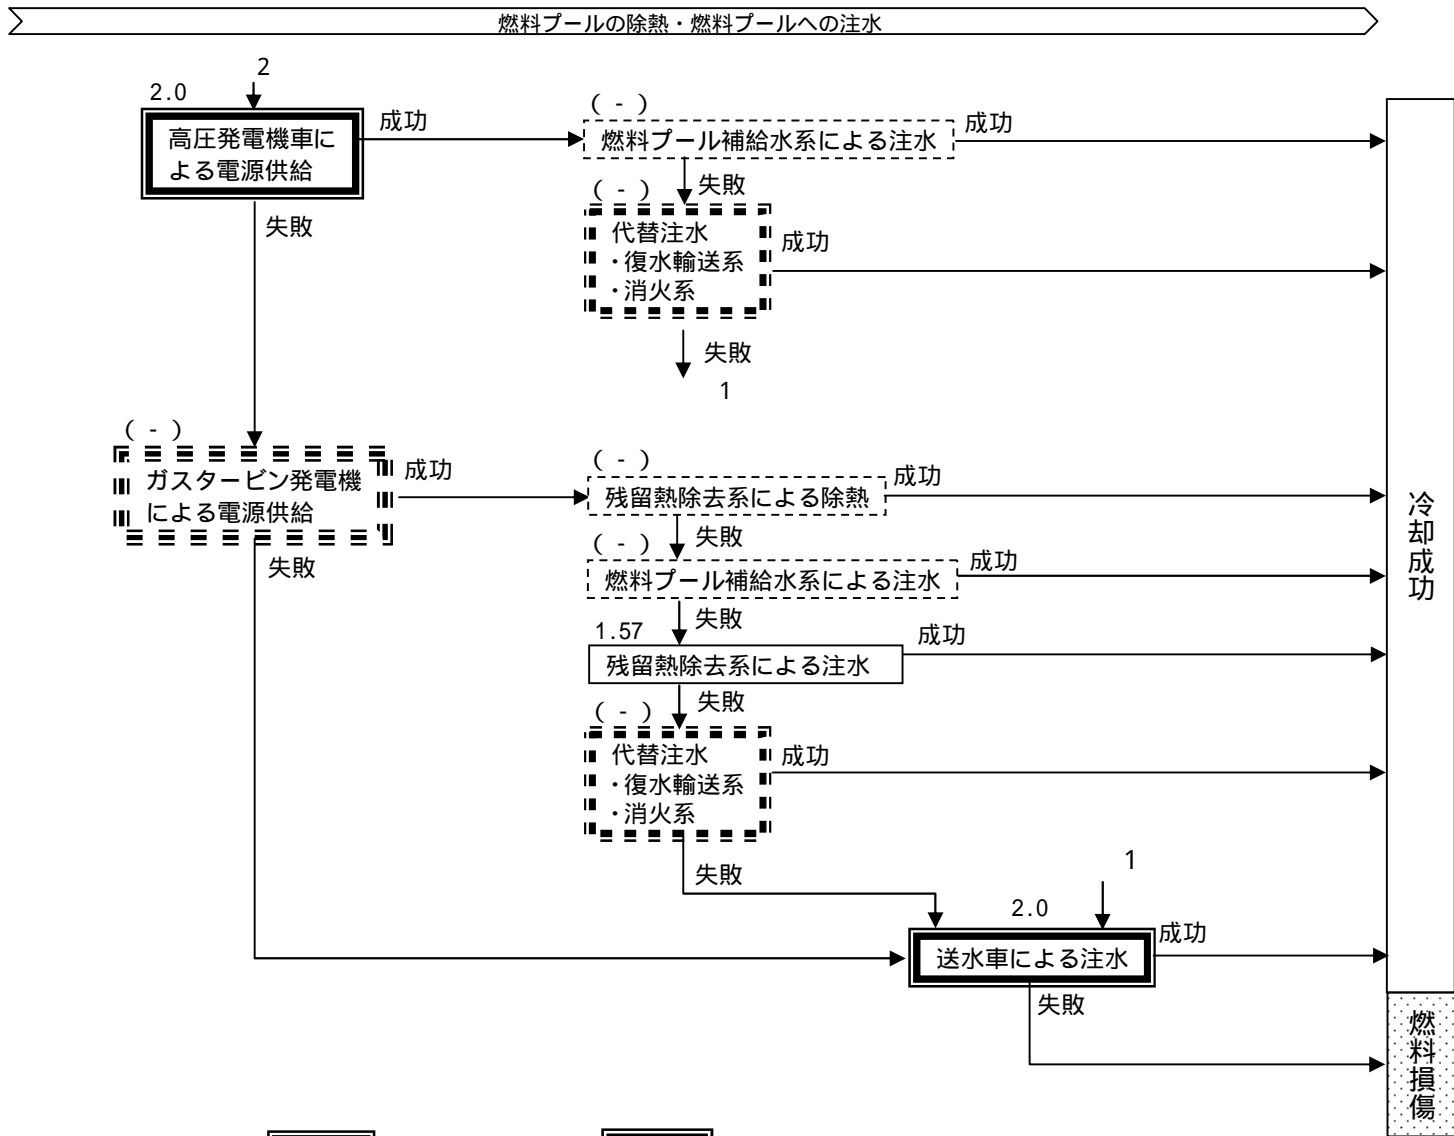 燃料プールの除熱・燃料プールへの注水
2
2.0
高圧発電機車に
よる電源供給
成功
失敗
( - )
燃料プール補給水系による注水
成功
失敗
( - )
代替注水
・復水輸送系
・消火系
成功
失敗
1
( - )
ガスタービン発電機
による電源供給
成功
失敗
( - )
残留熱除去系による除熱
成功
失敗
( - )
燃料プール補給水系による注水
成功
失敗
1.57
残留熱除去系による注水
成功
失敗
( - )
代替注水
・復水輸送系
・消火系
成功
失敗
1
2.0
送水車による注水
成功
失敗
冷却成功
燃料損傷